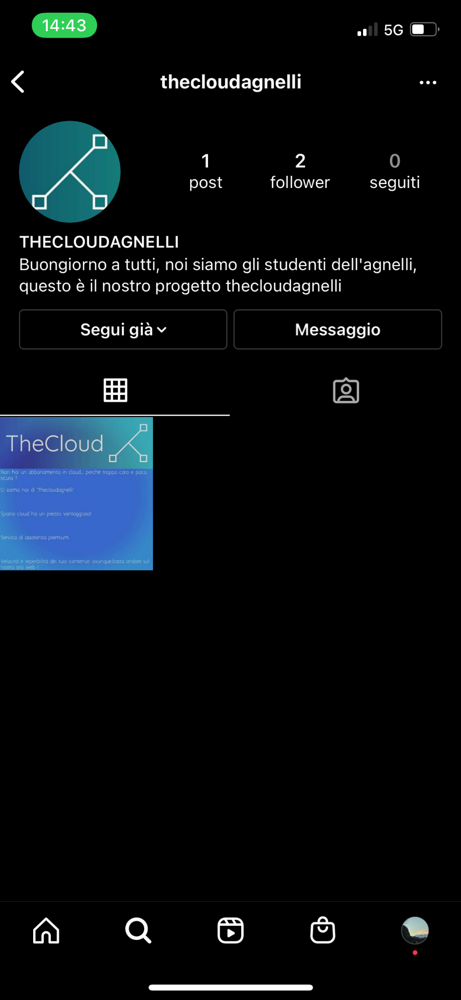 14:43
5G
thecloudagnelli
1
post
2
follower
0
seguiti
THECLOUDAGNELLI
Buongiorno a tutti, noi siamo gli studenti dell'agnelli,
questo è il nostro progetto thecloudagnelli
Segui già
Messaggio
TheCloud
Non hai un abbonamento in cloud... perché troppo caro e poco
sicuro ?
Ci siamo noi di "Thecloudagnelli"
Spazio cloud ha un prezzo vantaggioso!
Servizio di assistenza premium.
Velocità e reperibilità dei tuoi contenuti ovunque,basta andare sul
nostro sito web !